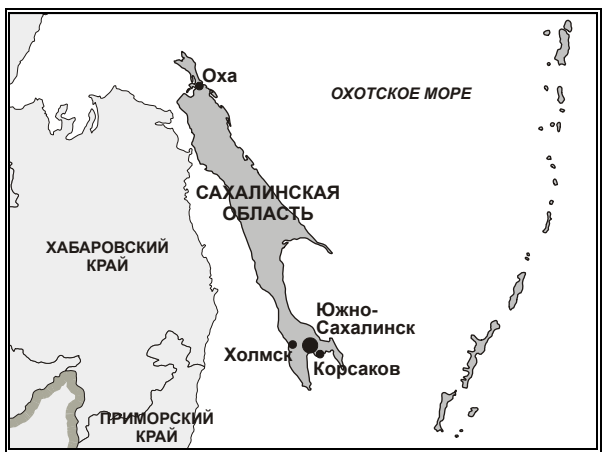 Оха
ОХОТСКОЕ МОРЕ
САХАЛИНСКАЯ
ОБЛАСТЬ
ХАБАРОВСКИЙ
КРАЙ
Южно-
Сахалинск
Холмск
Корсаков
ПРИМОРСКИЙ
КРАЙ